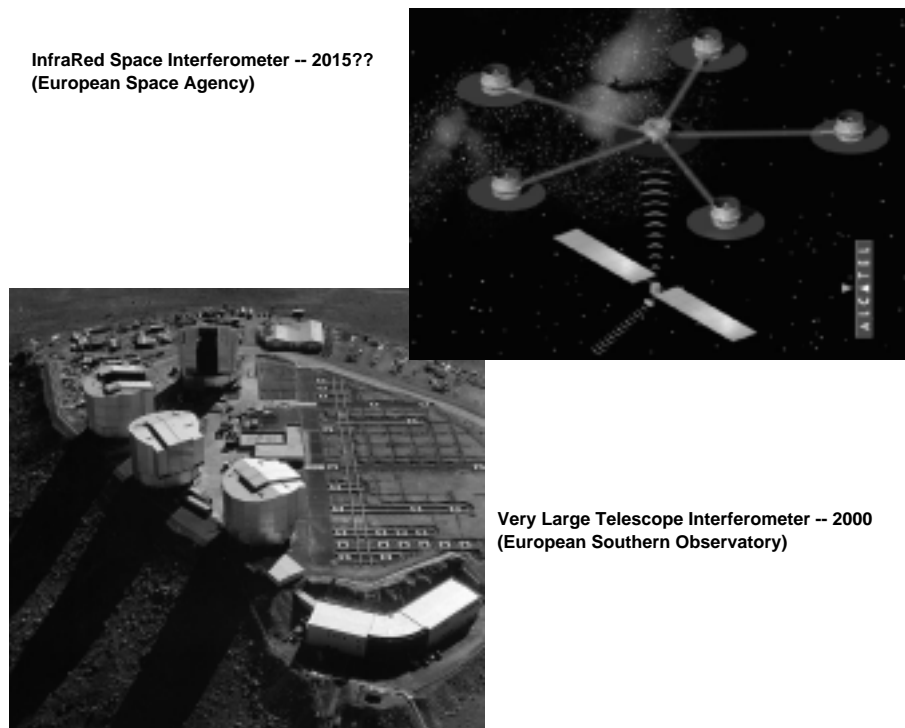 InfraRed Space Interferometer -- 2015??
(European Space Agency)
ALCATEL
Very Large Telescope Interferometer -- 2000
(European Southern Observatory)